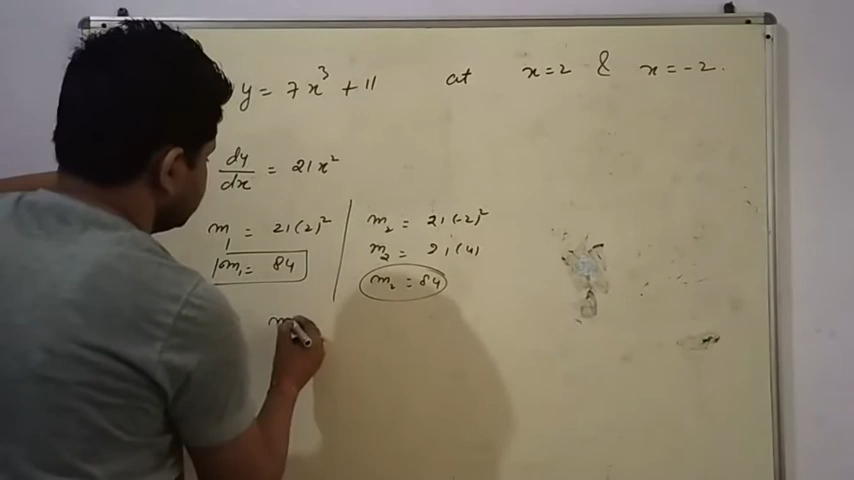 y = 7x³ + 11 at x = 2 & x = -2.
dy/dx = 21x²
m₁ = 21(2)²
m₁ = 84
m₂ = 21(-2)²
m₂ = 21(4)
m₂ = 84
m